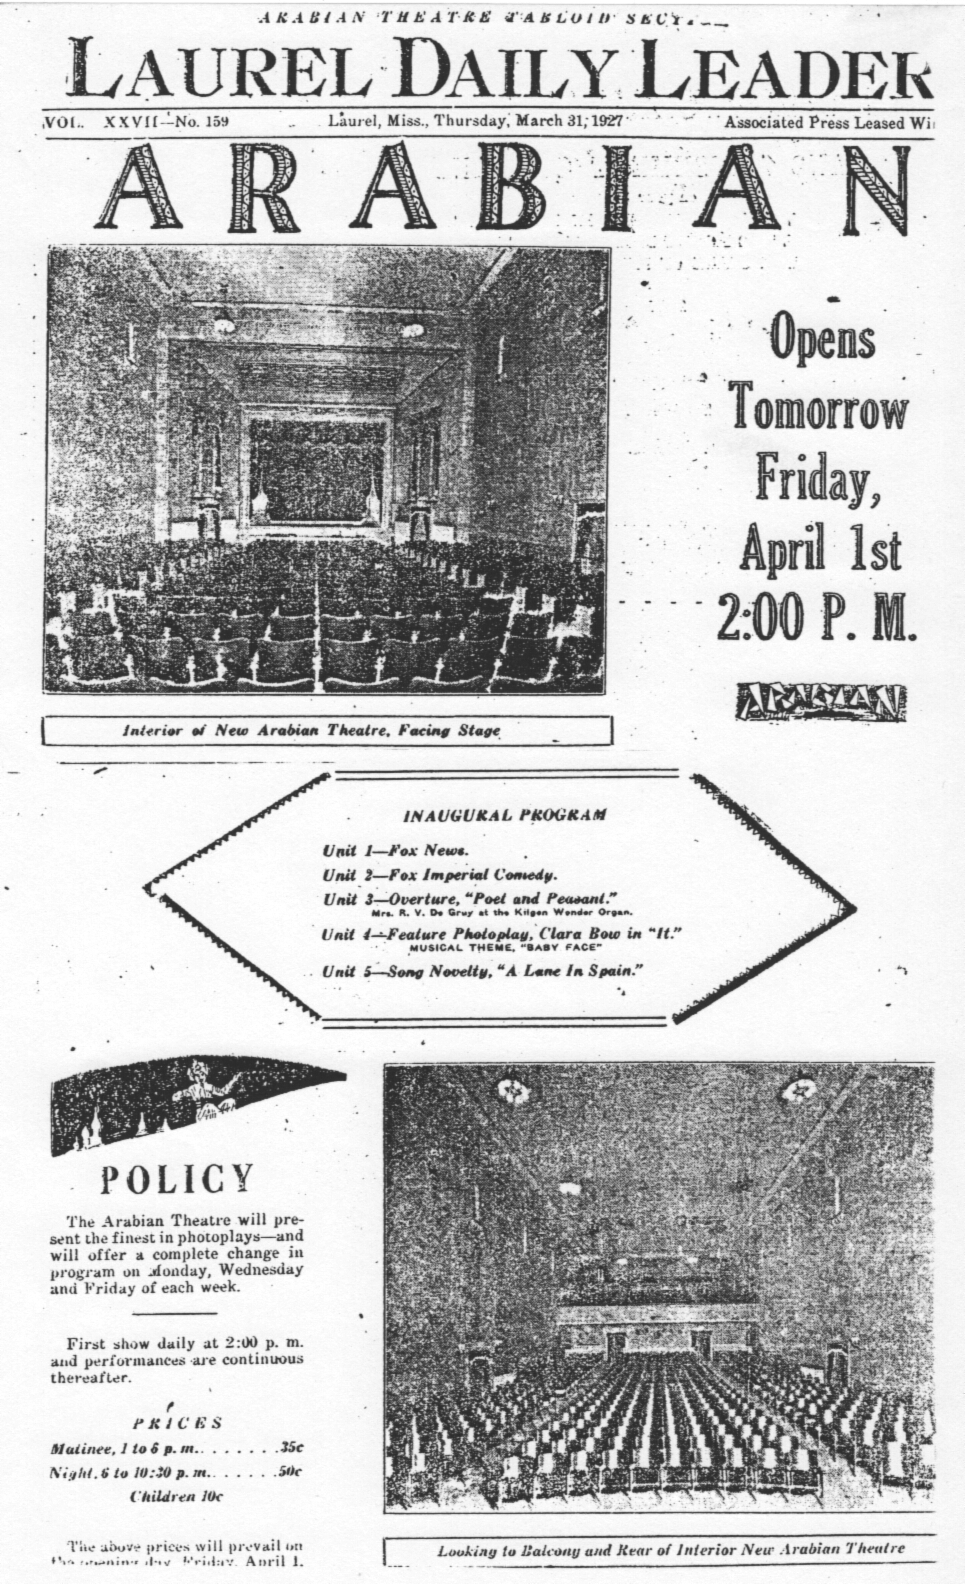 ARABIAN THEATRE TABLOID
LAUREL DAILY LEADER
VOL. XXVII—No. 159 Laurel, Miss., Thursday, March 31, 1927 Associated Press Leased Wi
ARABIAN
Opens
Tomorrow
Friday,
April 1st
2:00 P. M.
ARABIAN
Interior of New Arabian Theatre, Facing Stage
INAUGURAL PROGRAM
Unit 1—Fox News.
Unit 2—Fox Imperial Comedy.
Unit 3—Overture, "Poet and Peasant."
Mrs. R. V. De Gruy at the Kilgen Wonder Organ.
Unit 4—Feature Photoplay, Clara Bow in "It."
MUSICAL THEME, "BABY FACE"
Unit 5—Song Novelty, "A Lane In Spain."
POLICY
The Arabian Theatre will pre-
sent the finest in photoplays—and
will offer a complete change in
program on Monday, Wednesday
and Friday of each week.
First show daily at 2:00 p. m.
and performances are continuous
thereafter.
PRICES
Matinee, 1 to 6 p. m. . . . . . . . .35c
Night, 6 to 10:30 p. m. . . . . . .50c
Children 10c
The above prices will prevail on
the opening day, Friday, April 1.
Looking to Balcony and Rear of Interior New Arabian Theatre